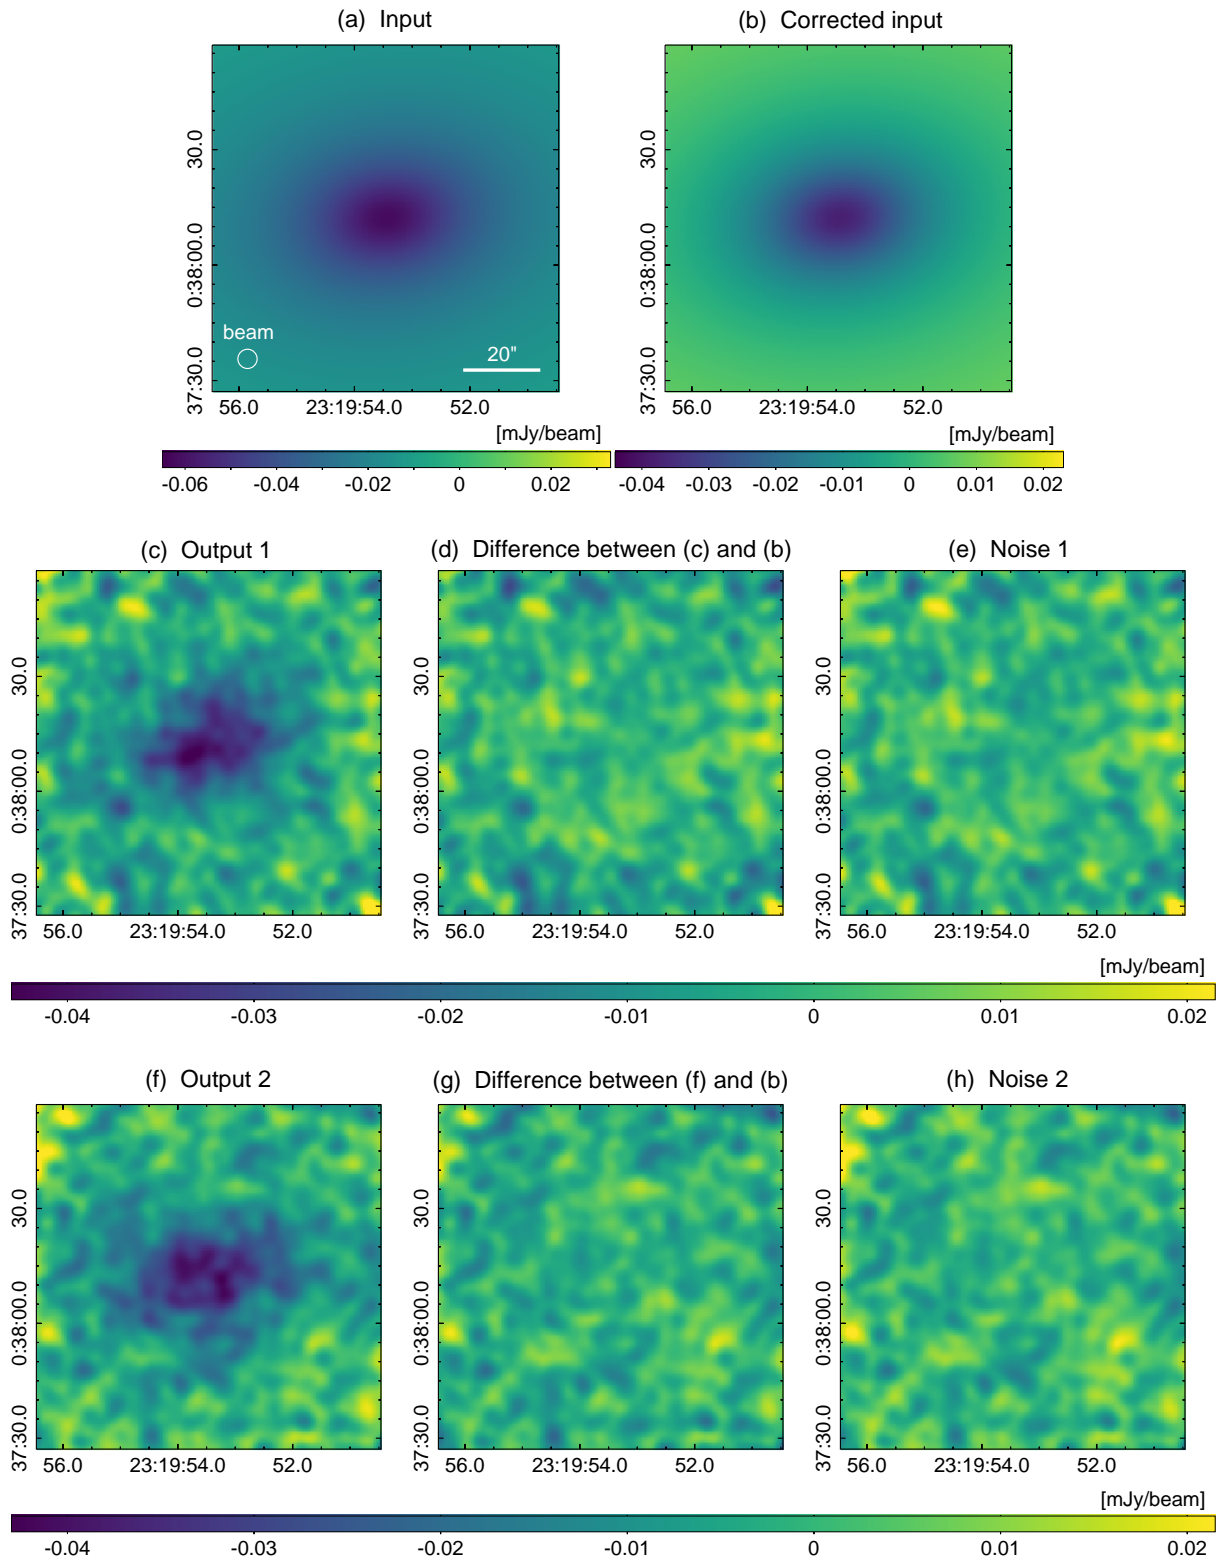 (a) Input
(b) Corrected input
30.0
0:38:00.0
37:30.0
beam
20"
56.0 23:19:54.0 52.0
30.0
0:38:00.0
37:30.0
56.0 23:19:54.0 52.0
[mJy/beam]
-0.06 -0.04 -0.02 0 0.02
[mJy/beam]
-0.04 -0.03 -0.02 -0.01 0 0.01 0.02
(c) Output 1
(d) Difference between (c) and (b)
(e) Noise 1
30.0
0:38:00.0
37:30.0
56.0 23:19:54.0 52.0
30.0
0:38:00.0
37:30.0
56.0 23:19:54.0 52.0
30.0
0:38:00.0
37:30.0
56.0 23:19:54.0 52.0
[mJy/beam]
-0.04 -0.03 -0.02 -0.01 0 0.01 0.02
(f) Output 2
(g) Difference between (f) and (b)
(h) Noise 2
30.0
0:38:00.0
37:30.0
56.0 23:19:54.0 52.0
30.0
0:38:00.0
37:30.0
56.0 23:19:54.0 52.0
30.0
0:38:00.0
37:30.0
56.0 23:19:54.0 52.0
[mJy/beam]
-0.04 -0.03 -0.02 -0.01 0 0.01 0.02